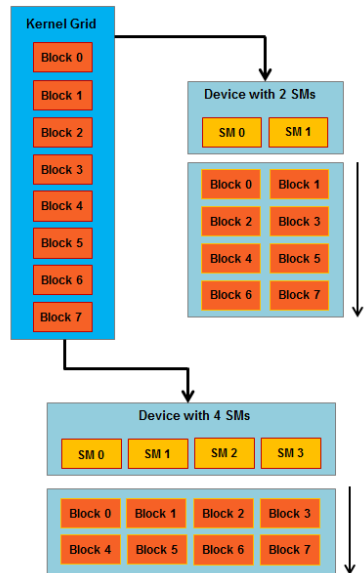 Kernel Grid
Block 0
Block 1
Block 2
Block 3
Block 4
Block 5
Block 6
Block 7
Device with 2 SMs
SM 0 SM 1
Block 0 Block 1
Block 2 Block 3
Block 4 Block 5
Block 6 Block 7
Device with 4 SMs
SM 0 SM 1 SM 2 SM 3
Block 0 Block 1 Block 2 Block 3
Block 4 Block 5 Block 6 Block 7